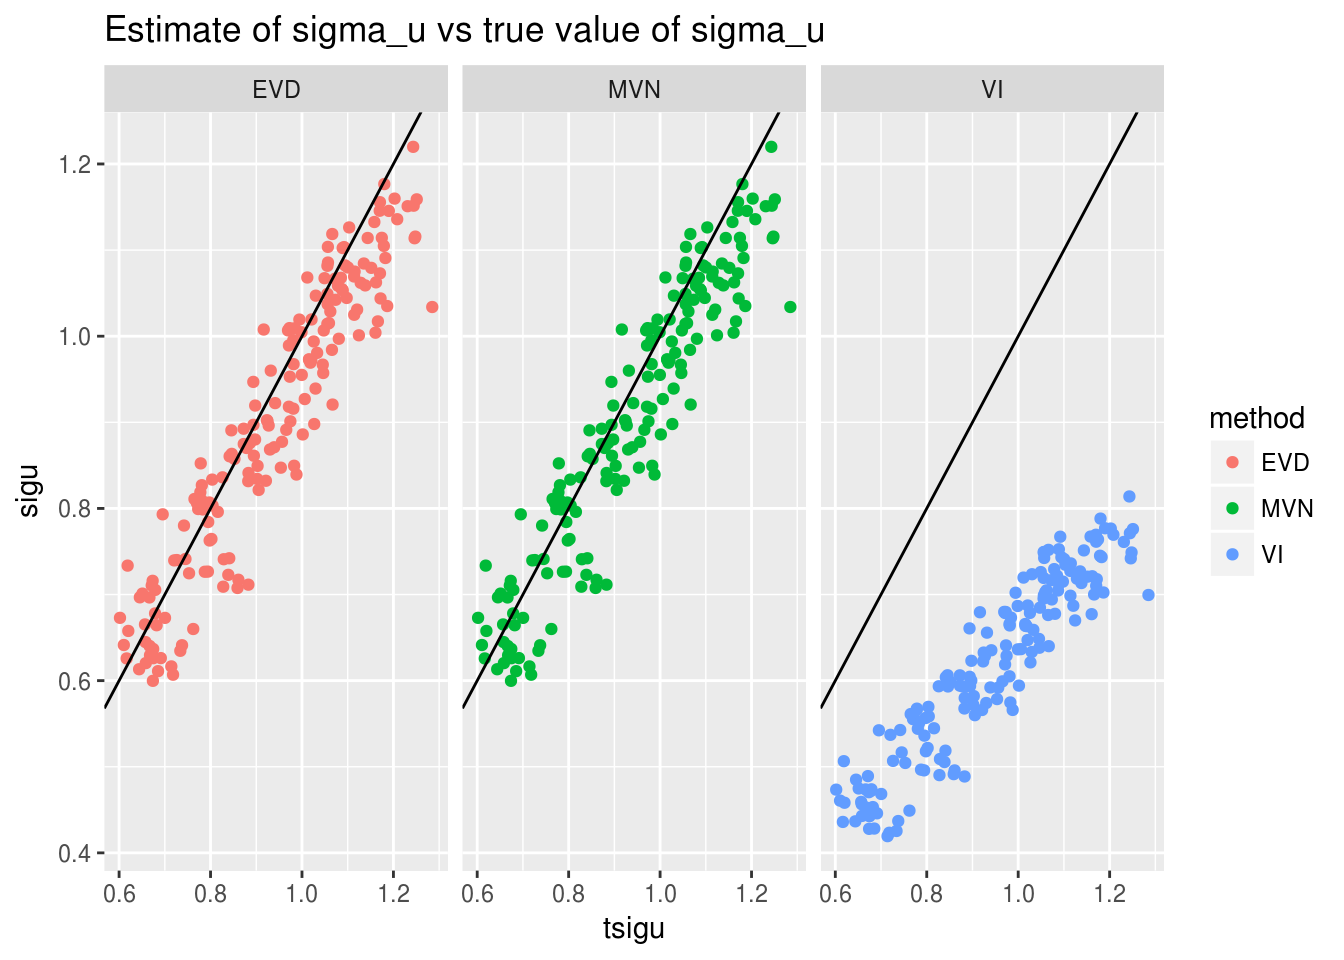 Estimate of sigma_u vs true value of sigma_u
EVD MVN VI
1.2
1.0
0.8
0.6
0.4
sigu
0.6 0.8 1.0 1.2 0.6 0.8 1.0 1.2 0.6 0.8 1.0 1.2
tsigu
method
EVD
MVN
VI